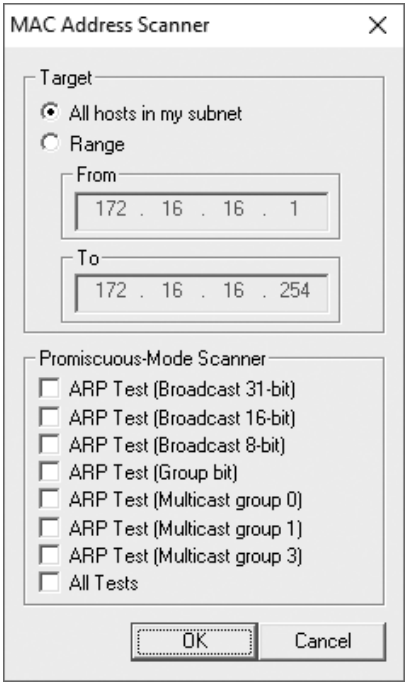 MAC Address Scanner
Target
All hosts in my subnet
Range
From
172 . 16 . 16 . 1
To
172 . 16 . 16 . 254
Promiscuous-Mode Scanner
ARP Test (Broadcast 31-bit)
ARP Test (Broadcast 16-bit)
ARP Test (Broadcast 8-bit)
ARP Test (Group bit)
ARP Test (Multicast group 0)
ARP Test (Multicast group 1)
ARP Test (Multicast group 3)
All Tests
OK Cancel